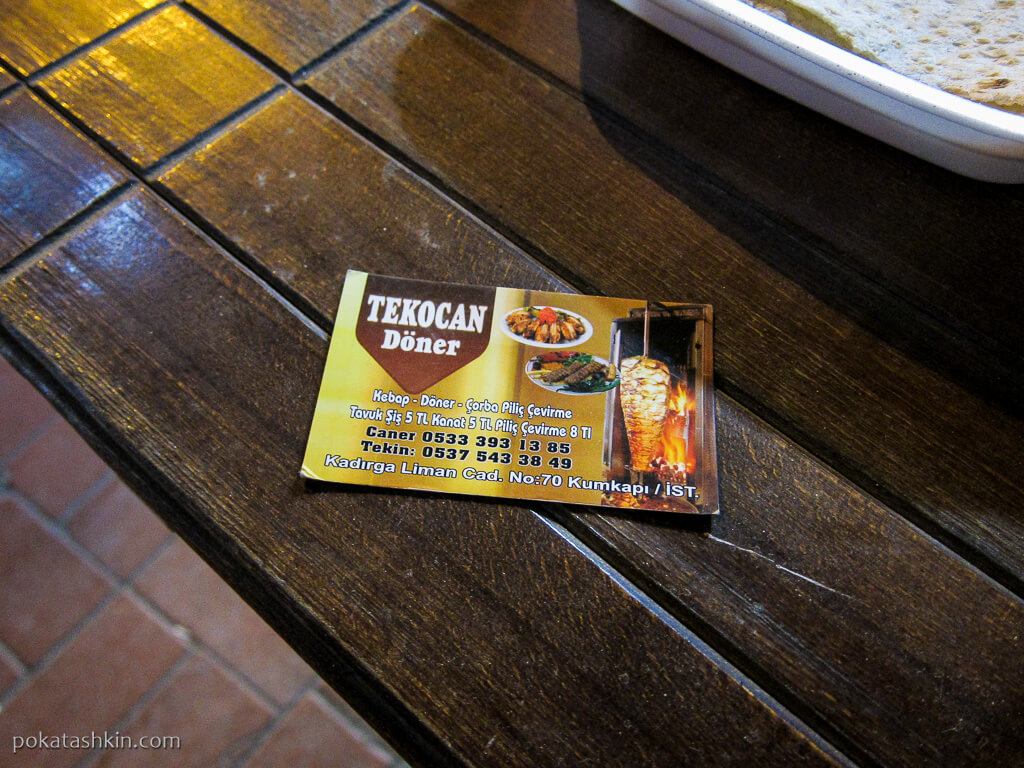 TEKOCAN
Döner
Kebap - Döner - Çorba Piliç Çevirme
Tavuk Şiş 5 TL Kanat 5 TL Piliç Çevirme 8 Tl
Caner 0533 393 13 85
Tekin: 0537 543 38 49
Kadırga Liman Cad. No:70 Kumkapı / İST.
pokatashkin.com